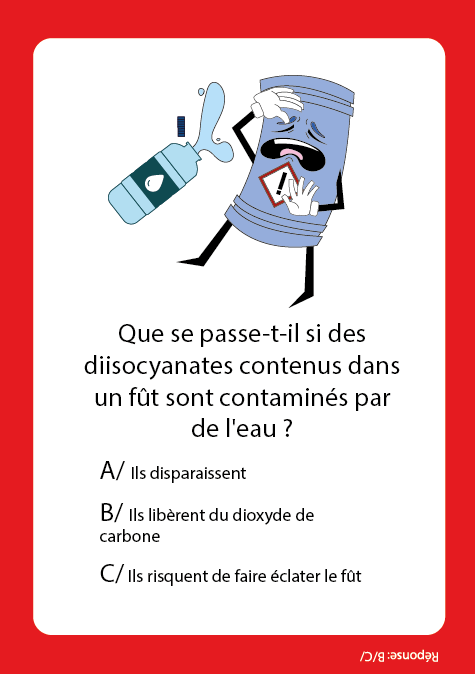 Que se passe-t-il si des
diisocyanates contenus dans
un fût sont contaminés par
de l'eau ?
A/ Ils disparaissent
B/ Ils libèrent du dioxyde de
carbone
C/ Ils risquent de faire éclater le fût
Réponse: B/C/